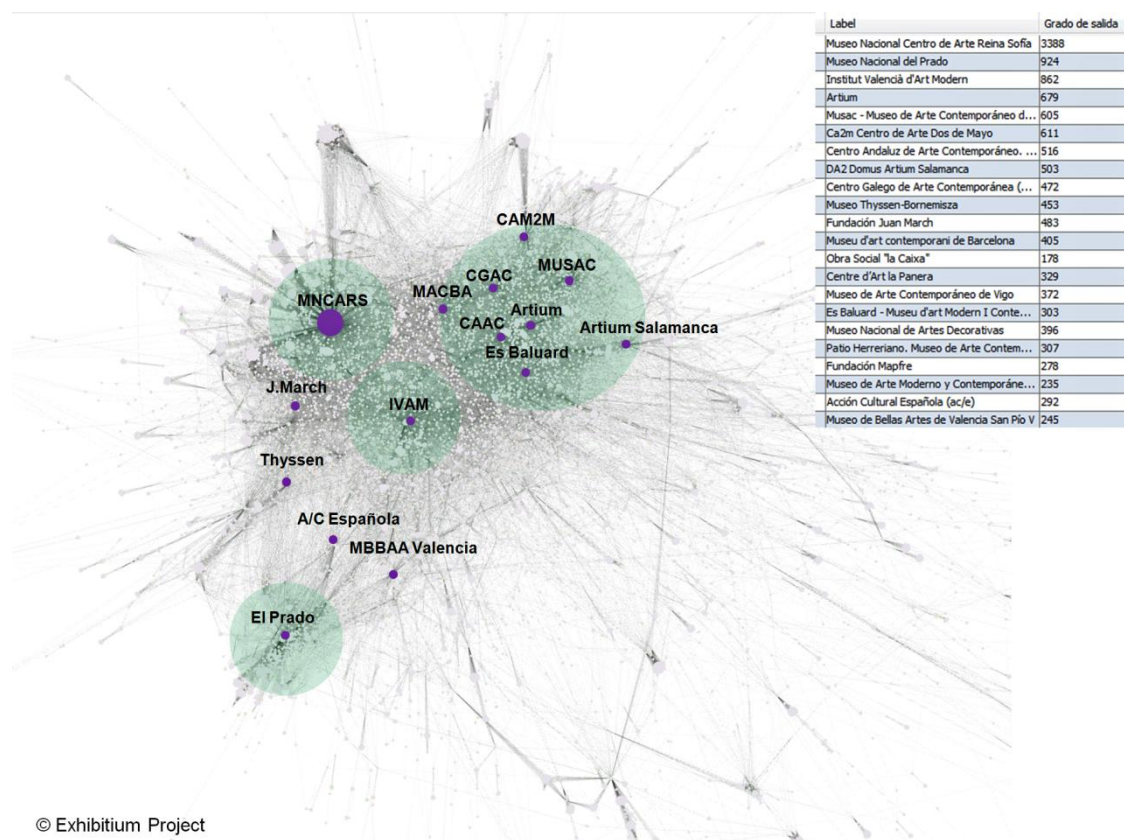 Label Grado de salida
Museo Nacional Centro de Arte Reina Sofía 3388
Museo Nacional del Prado 924
Institut Valencià d'Art Modern 862
Artium 679
Musac - Museo de Arte Contemporáneo d... 605
Ca2m Centro de Arte Dos de Mayo 611
Centro Andaluz de Arte Contemporáneo. ... 516
DA2 Domus Artium Salamanca 503
Centro Galego de Arte Contemporánea (... 472
Museo Thyssen-Bornemisza 453
Fundación Juan March 483
Museu d'art contemporani de Barcelona 405
Obra Social "la Caixa" 178
Centre d'Art la Panera 329
Museo de Arte Contemporáneo de Vigo 372
Es Baluard - Museu d'art Modern I Conte... 303
Museo Nacional de Artes Decorativas 396
Patio Herreriano. Museo de Arte Contem... 307
Fundación Mapfre 278
Museo de Arte Moderno y Contemporáne... 235
Acción Cultural Española (ac/e) 292
Museo de Bellas Artes de Valencia San Pío V 245
CAM2M
MUSAC
CGAC
MACBA
MNCARS
Artium
CAAC
Artium Salamanca
Es Baluard
J.March
IVAM
Thyssen
A/C Española
MBBAA Valencia
El Prado
© Exhibitium Project